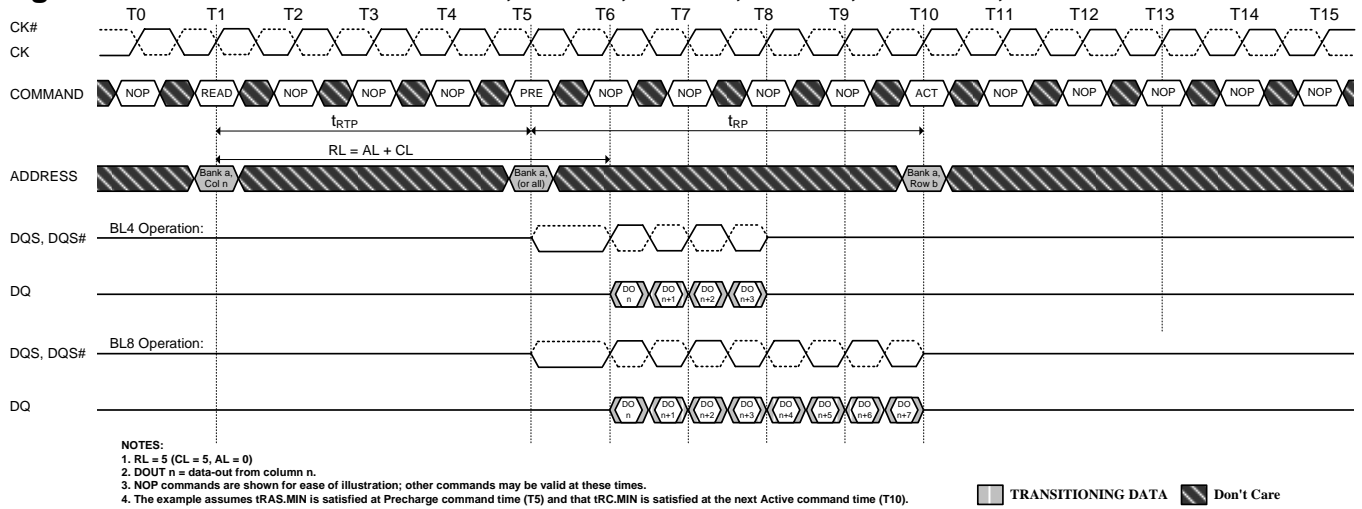 T0 T1 T2 T3 T4 T5 T6 T7 T8 T9 T10 T11 T12 T13 T14 T15
CK#
CK
COMMAND NOP READ NOP NOP NOP PRE NOP NOP NOP NOP ACT NOP NOP NOP NOP NOP
tRTP tRP
RL = AL + CL
ADDRESS Bank a, Col n Bank a, (or all) Bank a, Row b
BL4 Operation:
DQS, DQS#
DQ DO n DO n+1 DO n+2 DO n+3
BL8 Operation:
DQS, DQS#
DQ DO n DO n+1 DO n+2 DO n+3 DO n+4 DO n+5 DO n+6 DO n+7
NOTES:
1. RL = 5 (CL = 5, AL = 0)
2. DOUT n = data-out from column n.
3. NOP commands are shown for ease of illustration; other commands may be valid at these times.
4. The example assumes tRAS.MIN is satisfied at Precharge command time (T5) and that tRC.MIN is satisfied at the next Active command time (T10).
TRANSITIONING DATA Don't Care